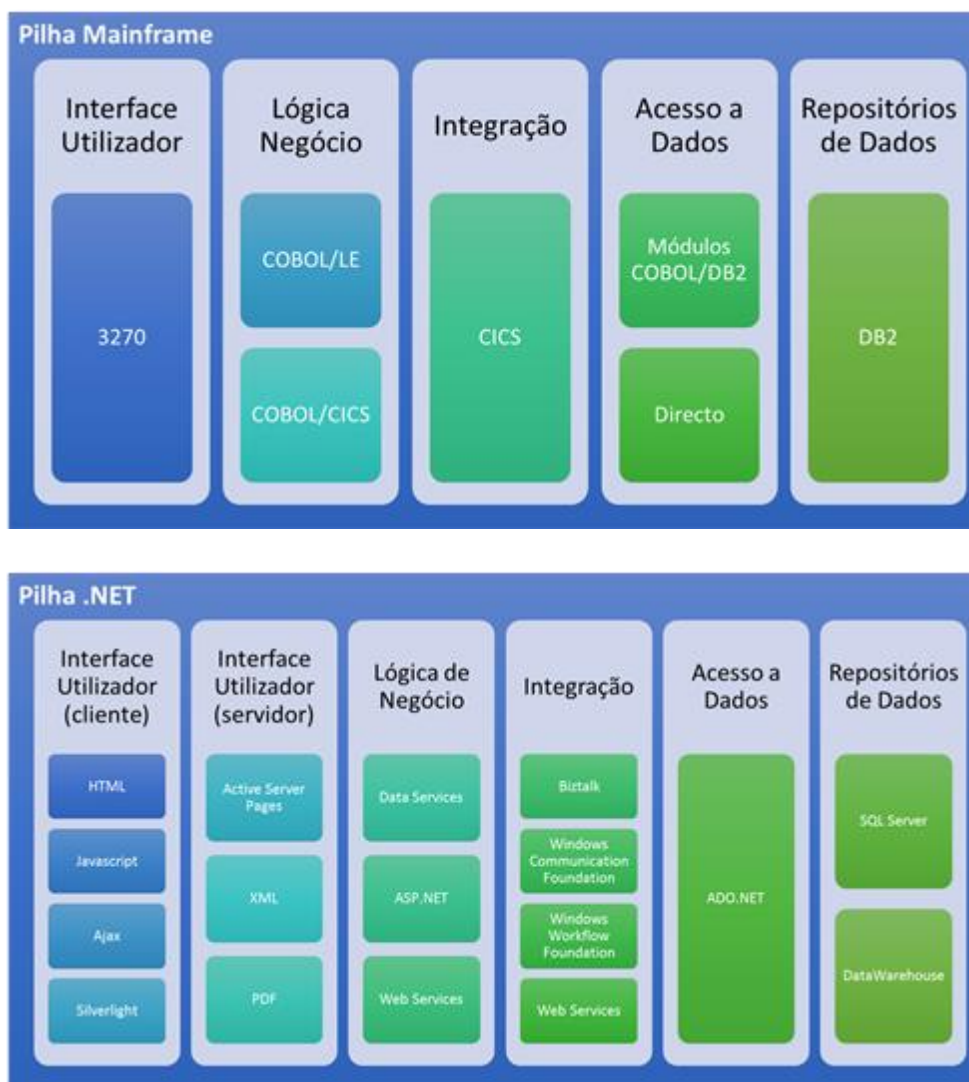 Pilha Mainframe
Interface
Utilizador
3270
Lógica
Negócio
COBOL/LE
COBOL/CICS
Integração
CICS
Acesso a
Dados
Módulos
COBOL/DB2
Directo
Repositórios
de Dados
DB2
Pilha .NET
Interface
Utilizador
(cliente)
HTML
Javascript
Ajax
Silverlight
Interface
Utilizador
(servidor)
Active Server
Pages
XML
PDF
Lógica de
Negócio
Data Services
ASP.NET
Web Services
Integração
Biztalk
Windows
Communication
Foundation
Windows
Workflow
Foundation
Web Services
Acesso a
Dados
ADO.NET
Repositórios
de Dados
SQL Server
DataWarehouse